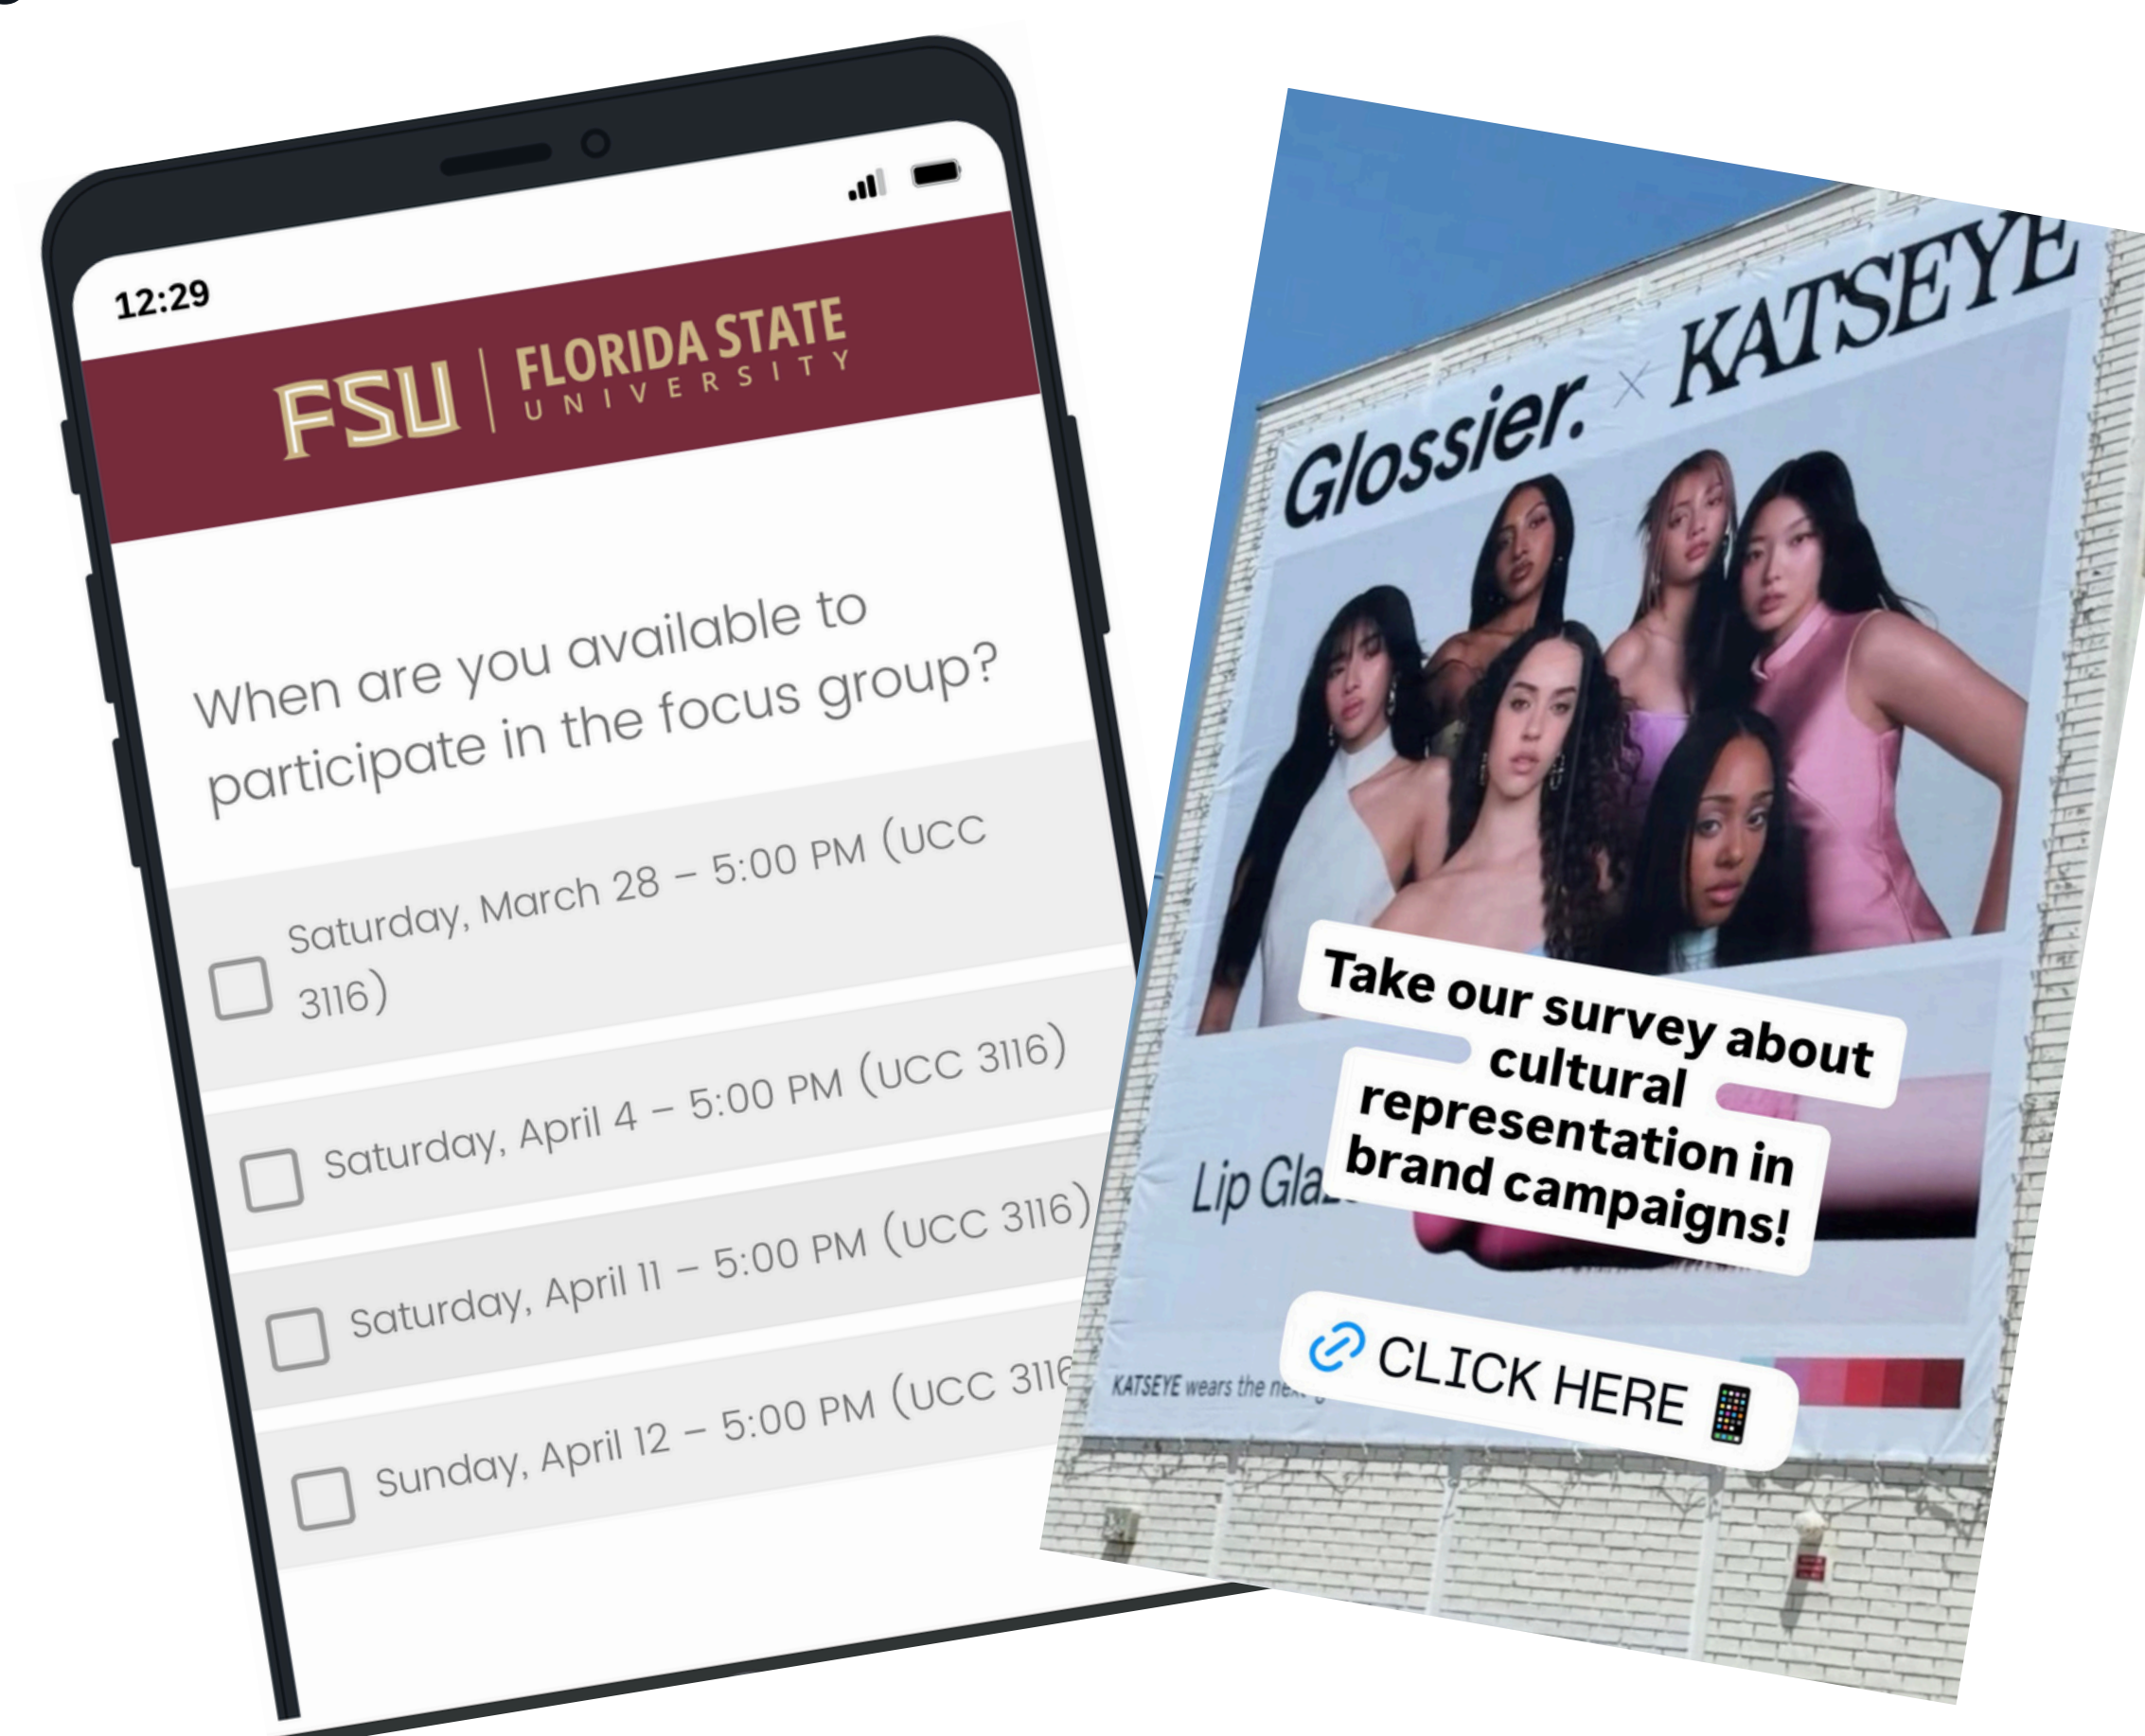 12:29
FSU | FLORIDA STATE
UNIVERSITY
When are you available to
participate in the focus group?
Saturday, March 28 – 5:00 PM (UCC
3116)
Saturday, April 4 – 5:00 PM (UCC 3116)
Saturday, April 11 – 5:00 PM (UCC 3116)
Sunday, April 12 – 5:00 PM (UCC 3116
Glossier. × KATSEYE
Take our survey about
cultural
representation in
brand campaigns!
Lip
CLICK HERE
KATSEYE wears the